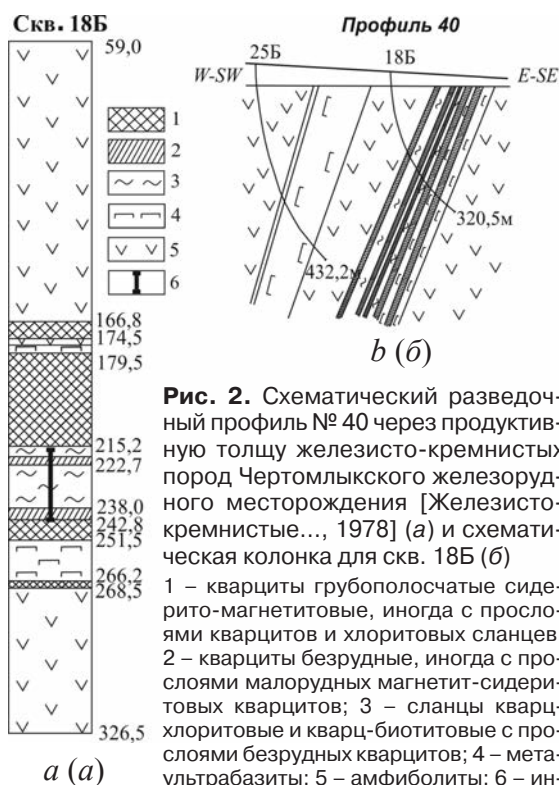 Скв. 18Б
59,0
1
2
3
4
5
6
166,8
174,5
179,5
215,2
222,7
238,0
242,8
251,5
266,2
268,5
326,5
a (а)
Профиль 40
25Б
18Б
W-SW
E-SE
320,5м
432,2м
b (б)
Рис. 2. Схематический разведоч-
ный профиль № 40 через продуктив-
ную толщу железисто-кремнистых
пород Чертомлыкского железоруд-
ного месторождения [Железисто-
кремнистые..., 1978] (а) и схемати-
ческая колонка для скв. 18Б (б)
1 – кварциты грубополосчатые сиде-
рито-магнетитовые, иногда с просло-
ями кварцитов и хлоритовых сланцев
2 – кварциты безрудные, иногда с про-
слоями малорудных магнетит-сидери-
товых кварцитов; 3 – сланцы кварц-
хлоритовые и кварц-биотитовые с про-
слоями безрудных кварцитов; 4 – мета-
ультрабазиты; 5 – амфиболиты; 6 – ин-